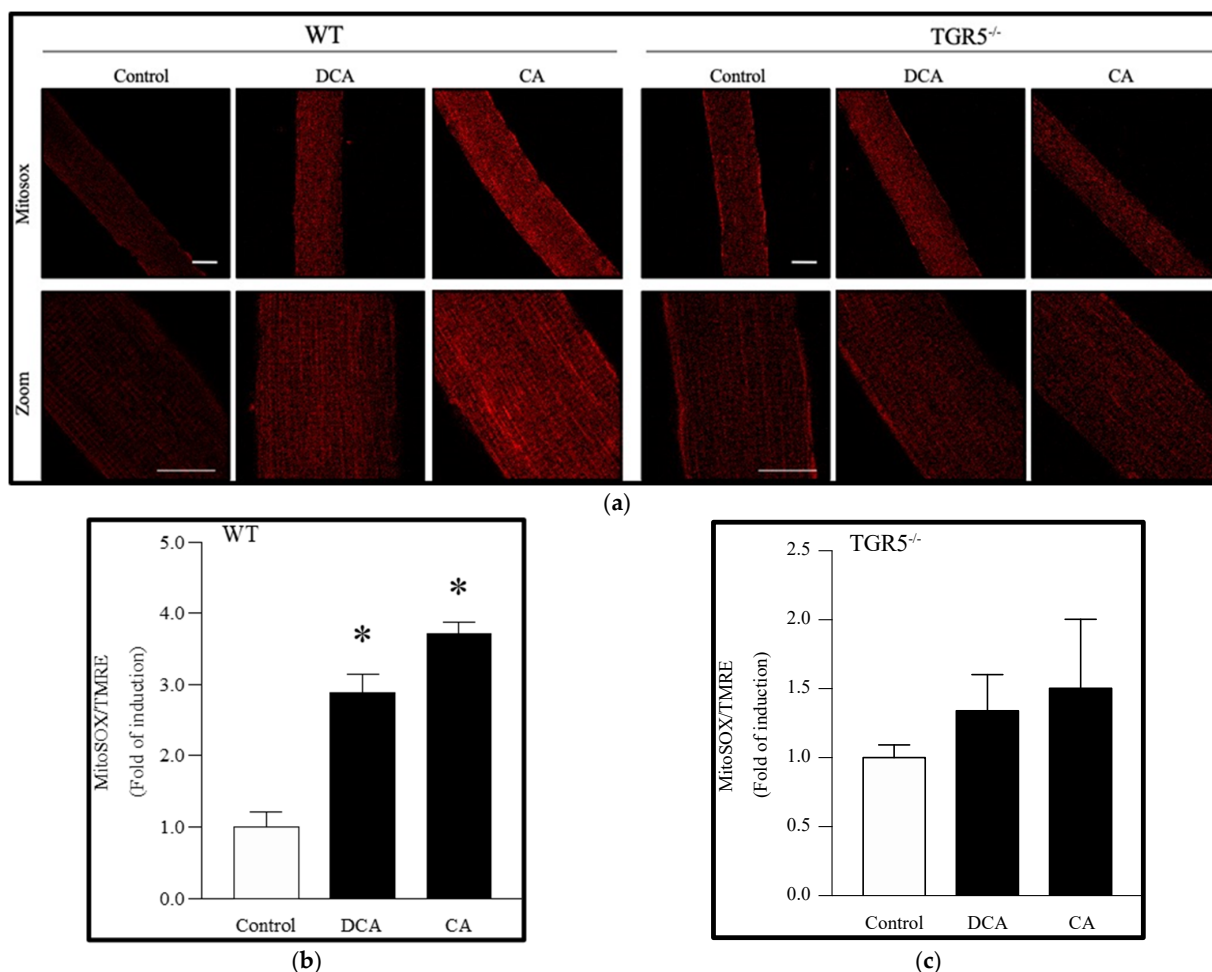 WT TGR5-/-
Control DCA CA Control DCA CA
Mitosox
Zoom
(a)
WT
MitoSOX/TMRE
(Fold of induction)
5.0
4.0
3.0
2.0
1.0
0.0
*
*
Control DCA CA
(b)
TGR5-/-
MitoSOX/TMRE
(Fold of induction)
2.5
2.0
1.5
1.0
0.5
0.0
Control DCA CA
(c)